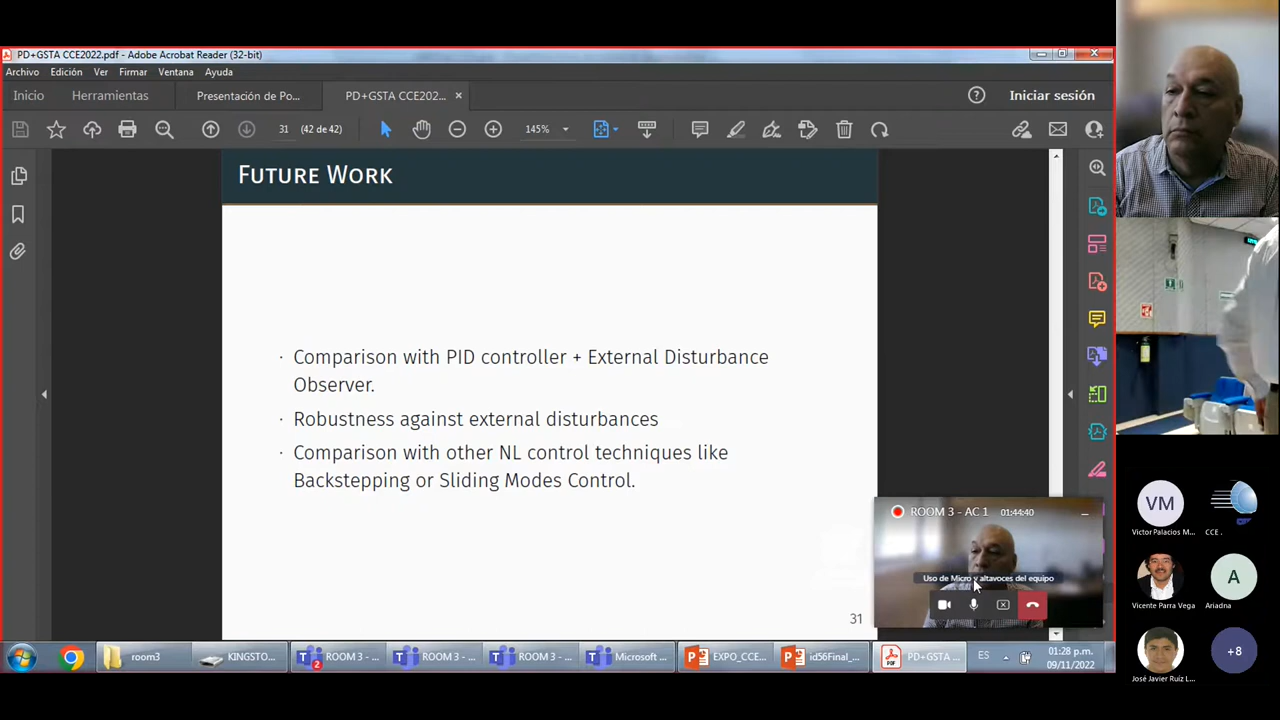 PD+GSTA CCE2022.pdf - Adobe Acrobat Reader (32-bit)
Archivo Edición Ver Firmar Ventana Ayuda
Inicio Herramientas Presentación de Po... PD+GSTA CCE202... × Iniciar sesión
31 (42 de 42) 145%
FUTURE WORK
· Comparison with PID controller + External Disturbance
Observer.
· Robustness against external disturbances
· Comparison with other NL control techniques like
Backstepping or Sliding Modes Control.
31
ROOM 3 - AC 1 01:44:40
Uso de Micro y altavoces del equipo
VM
Victor Palacios M...
CCE .
Vicente Parra Vega
A
Ariadna
José Javier Ruíz L...
+8
room3 KINGSTO... 2 ROOM 3 - ... ROOM 3 - ... ROOM 3 - ... Microsoft ... EXPO_CCE... id56Final_... PD+GSTA ... ES 01:28 p.m.
09/11/2022